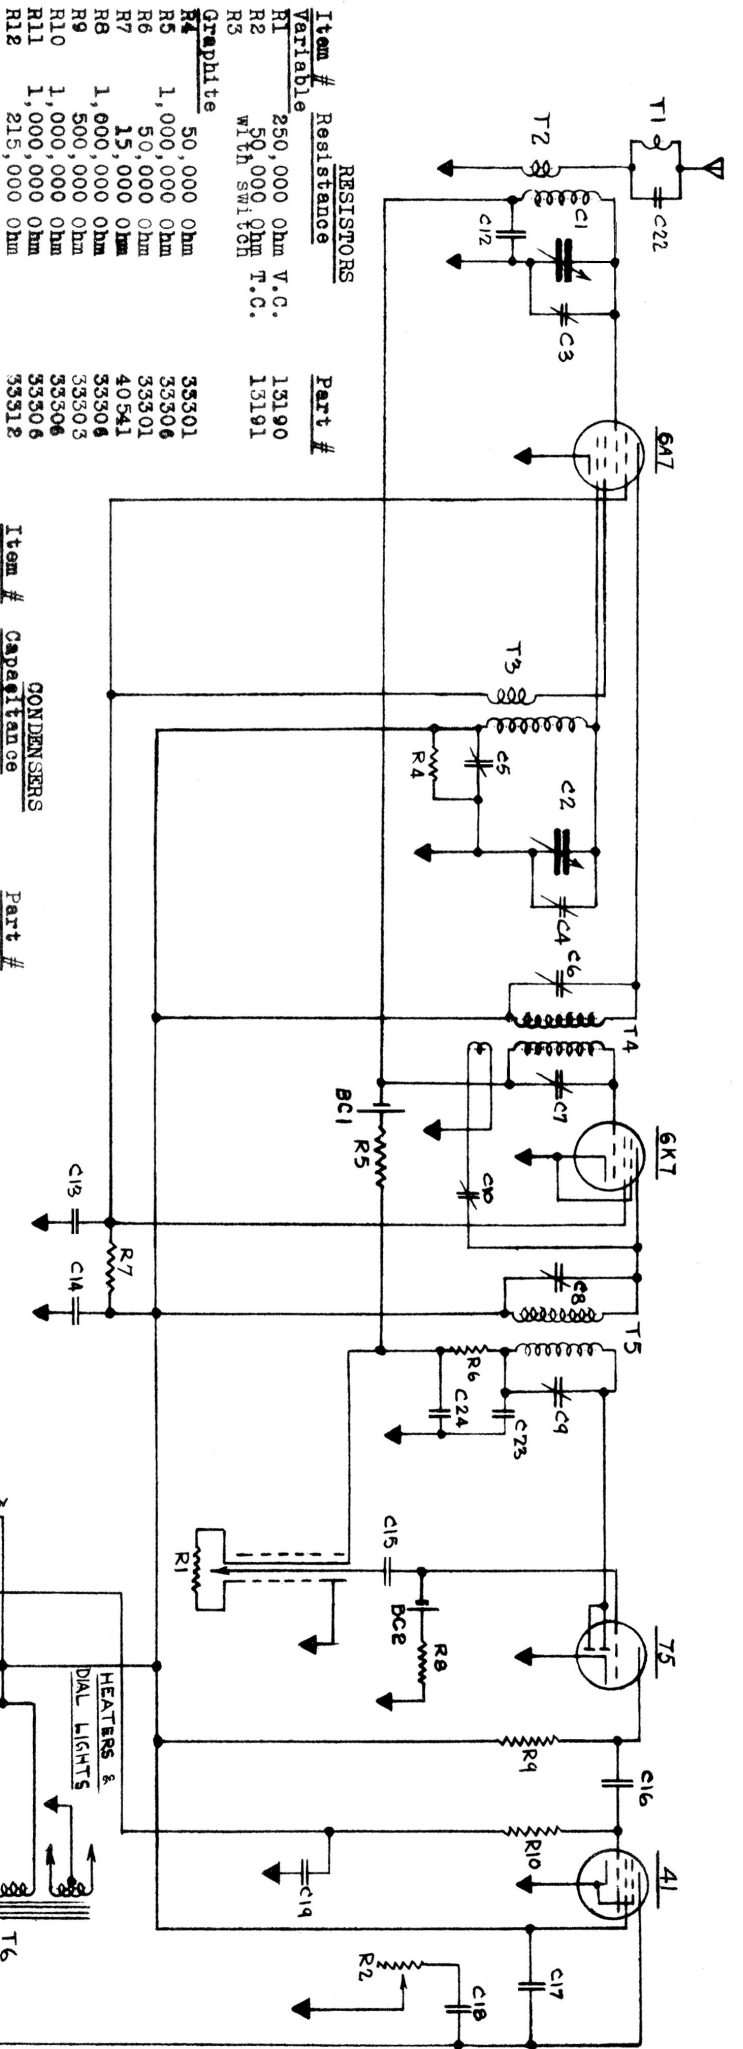 T1
C22
T2
C1
C12
C3
6A7
T3
C5
R4
C2
C4
C6
T4
C7
BC1
R5
C10
6K7
C13
R7
C14
C8
T5
R6
C24
C23
C9
C15
R1
BC2
R8
75
R9
C16
R10
C19
41
C17
C18
R2
HEATERS &
DIAL LIGHTS
T6
RESISTORS
Item # Resistance Part #
Variable
R1 250,000 Ohm V.C. 13190
R2 50,000 Ohm T.C. 13191
R3 with switch
Graphite
R4 50,000 Ohm 33301
R5 1,000,000 Ohm 33306
R6 50,000 Ohm 33301
R7 15,000 Ohm 40541
R8 1,000,000 Ohm 33306
R9 500,000 Ohm 33303
R10 1,000,000 Ohm 33306
R11 1,000,000 Ohm 33306
R12 215,000 Ohm 33312
CONDENSERS
Item # Capacitance Part #